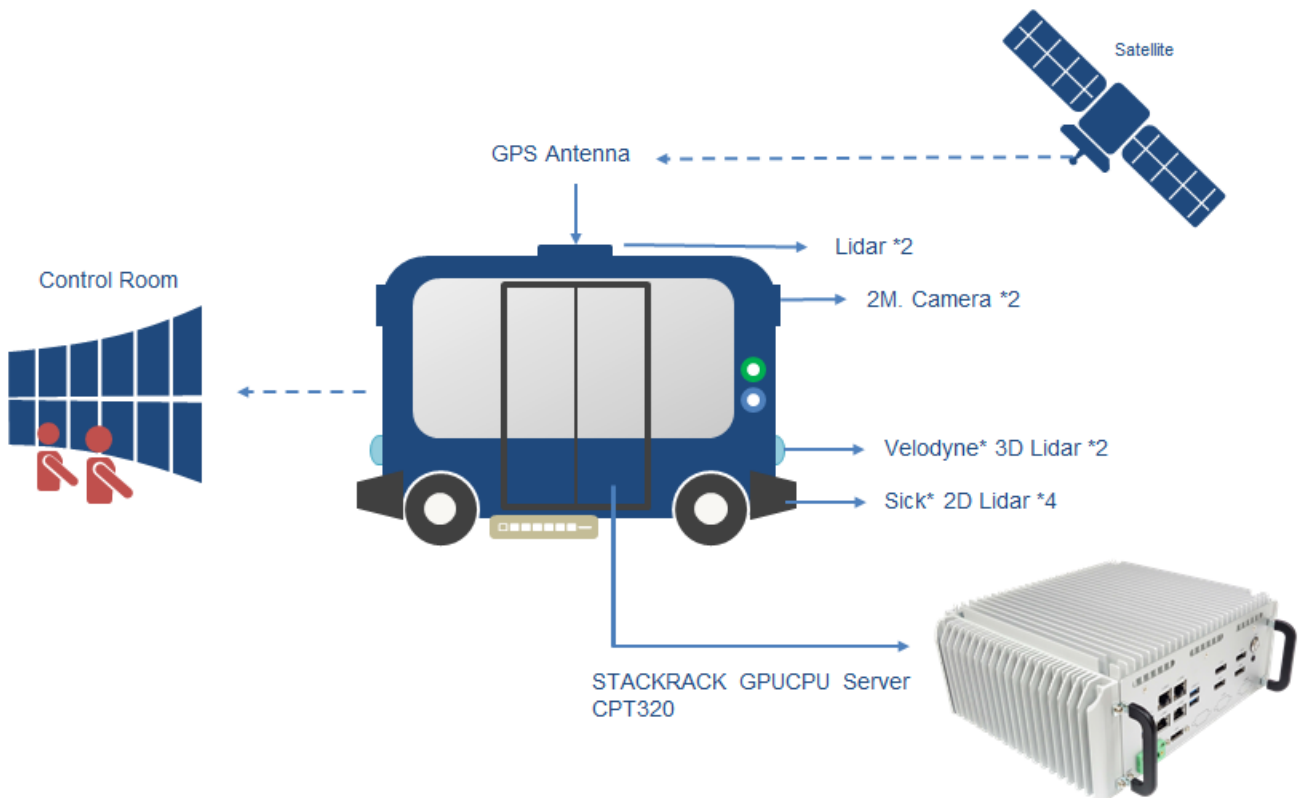 Satellite
GPS Antenna
Lidar *2
Control Room
2M. Camera *2
Velodyne* 3D Lidar *2
Sick* 2D Lidar *4
STACKRACK GPUCPU Server
CPT320